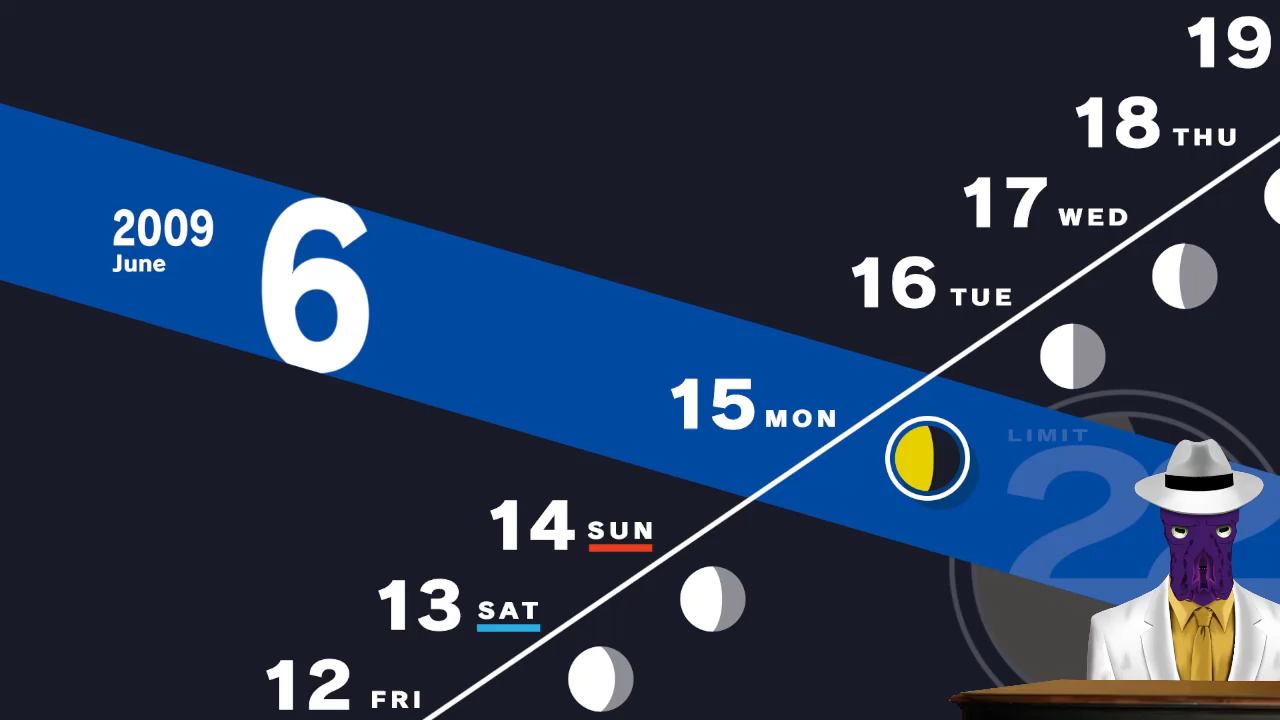 19
18 THU
17 WED
16 TUE
2009
June
6
15 MON
LIMIT
22
14 SUN
13 SAT
12 FRI